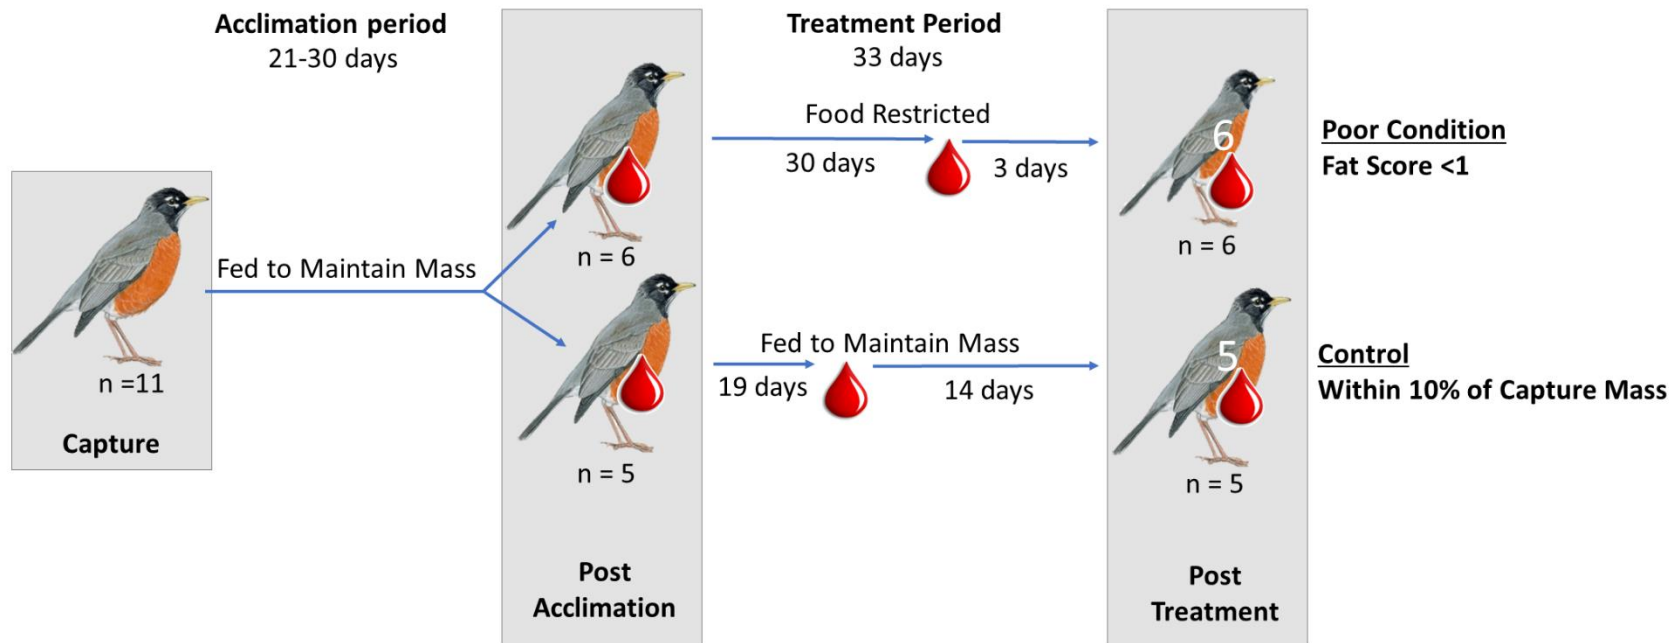 Acclimation period
21-30 days
Treatment Period
33 days
Food Restricted
30 days
3 days
6
Poor Condition
Fat Score <1
n = 6
n = 6
Fed to Maintain Mass
n =11
Capture
Fed to Maintain Mass
19 days
14 days
5
Control
Within 10% of Capture Mass
n = 5
n = 5
Post
Acclimation
Post
Treatment